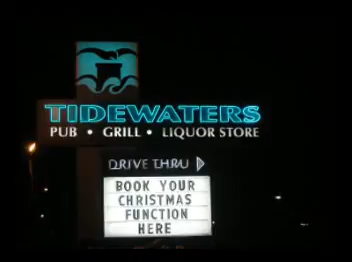 TIDEWATERS
PUB • GRILL • LIQUOR STORE
DRIVE THRU
BOOK YOUR
CHRISTMAS
FUNCTION
HERE